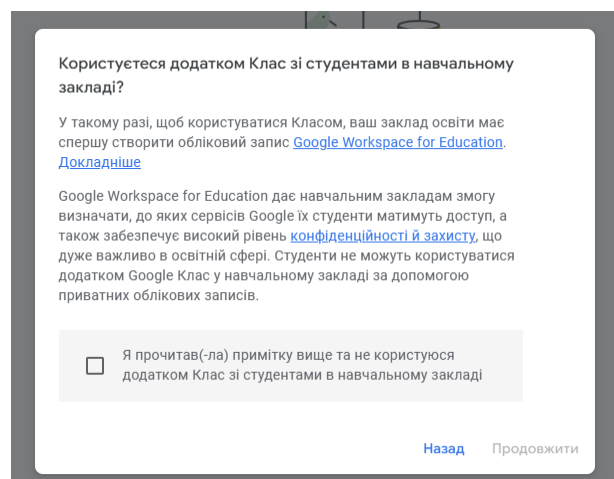 Користуєтеся додатком Клас зі студентами в навчальному
закладі?
У такому разі, щоб користуватися Класом, ваш заклад освіти має
спершу створити обліковий запис Google Workspace for Education.
Докладніше
Google Workspace for Education дає навчальним закладам змогу
визначати, до яких сервісів Google їх студенти матимуть доступ, а
також забезпечує високий рівень конфіденційності й захисту, що
дуже важливо в освітній сфері. Студенти не можуть користуватися
додатком Google Клас у навчальному закладі за допомогою
приватних облікових записів.
Я прочитав(-ла) примітку вище та не користуюся
додатком Клас зі студентами в навчальному закладі
Назад Продовжити